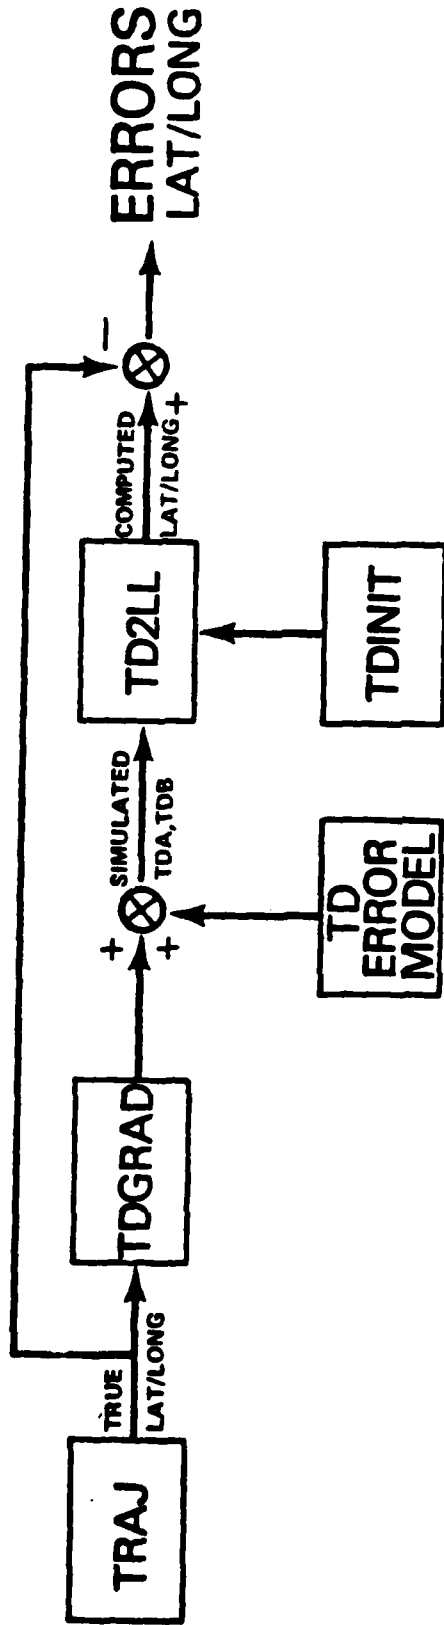 TRAJ
TRUE
LAT/LONG
TDGRAD
+
+
SIMULATED
TDA,TDB
TD
ERROR
MODEL
TD2LL
TDINIT
COMPUTED
LAT/LONG
+
−
ERRORS
LAT/LONG